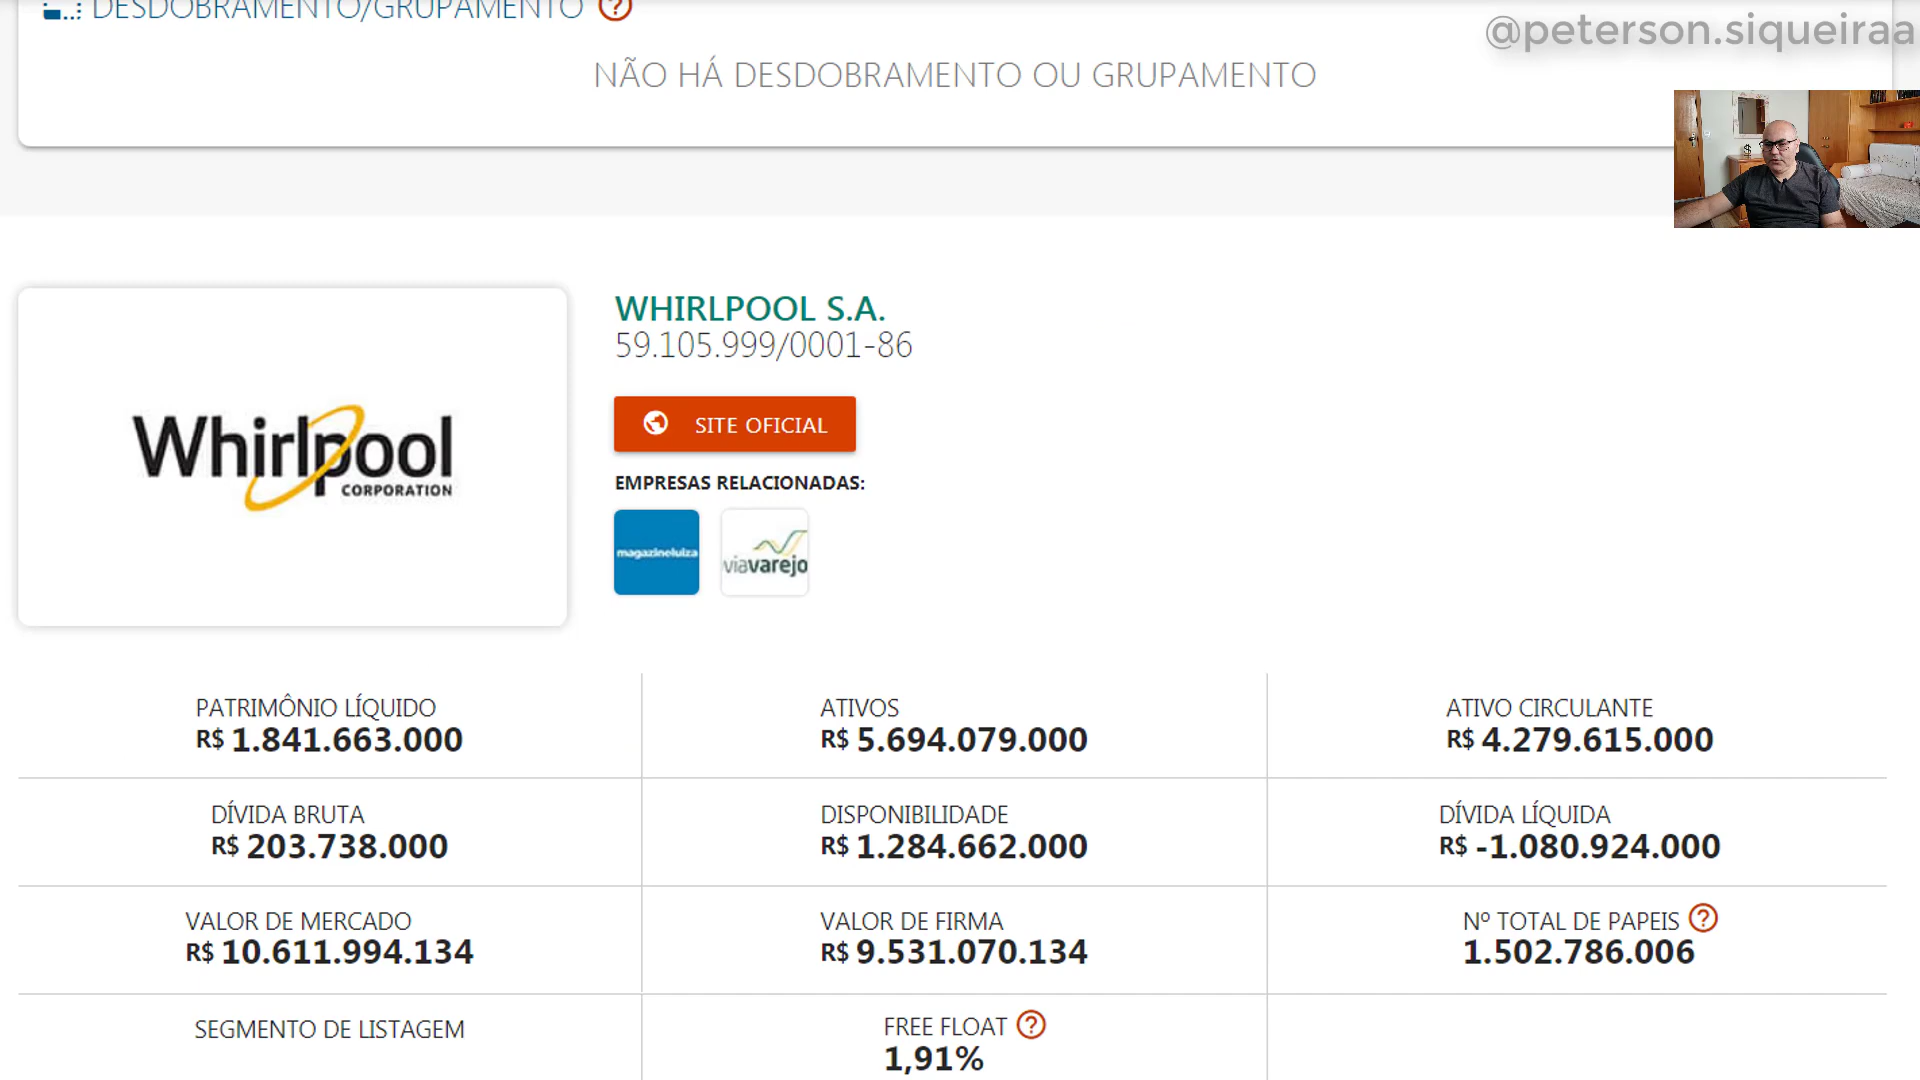 DESDOBRAMENTO/GRUPAMENTO ?
@peterson.siqueiraa
NÃO HÁ DESDOBRAMENTO OU GRUPAMENTO
Whirlpool
CORPORATION
WHIRLPOOL S.A.
59.105.999/0001-86
SITE OFICIAL
EMPRESAS RELACIONADAS:
magazineluiza
viavarejo
PATRIMÔNIO LÍQUIDO
R$ 1.841.663.000
ATIVOS
R$ 5.694.079.000
ATIVO CIRCULANTE
R$ 4.279.615.000
DÍVIDA BRUTA
R$ 203.738.000
DISPONIBILIDADE
R$ 1.284.662.000
DÍVIDA LÍQUIDA
R$ -1.080.924.000
VALOR DE MERCADO
R$ 10.611.994.134
VALOR DE FIRMA
R$ 9.531.070.134
Nº TOTAL DE PAPEIS ?
1.502.786.006
SEGMENTO DE LISTAGEM
FREE FLOAT ?
1,91%